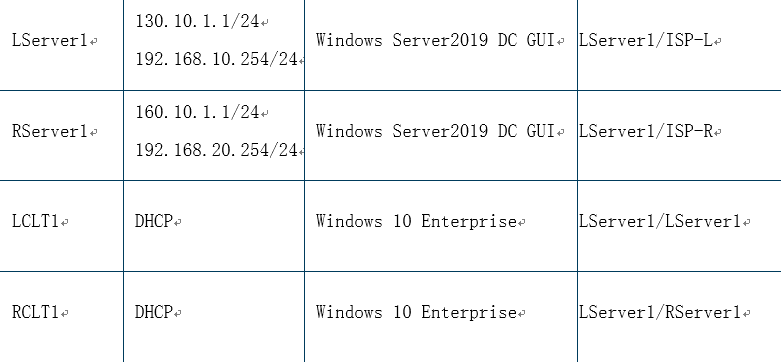 LServer1
130.10.1.1/24
192.168.10.254/24
Windows Server2019 DC GUI
LServer1/ISP-L
RServer1
160.10.1.1/24
192.168.20.254/24
Windows Server2019 DC GUI
LServer1/ISP-R
LCLT1
DHCP
Windows 10 Enterprise
LServer1/LServer1
RCLT1
DHCP
Windows 10 Enterprise
LServer1/RServer1